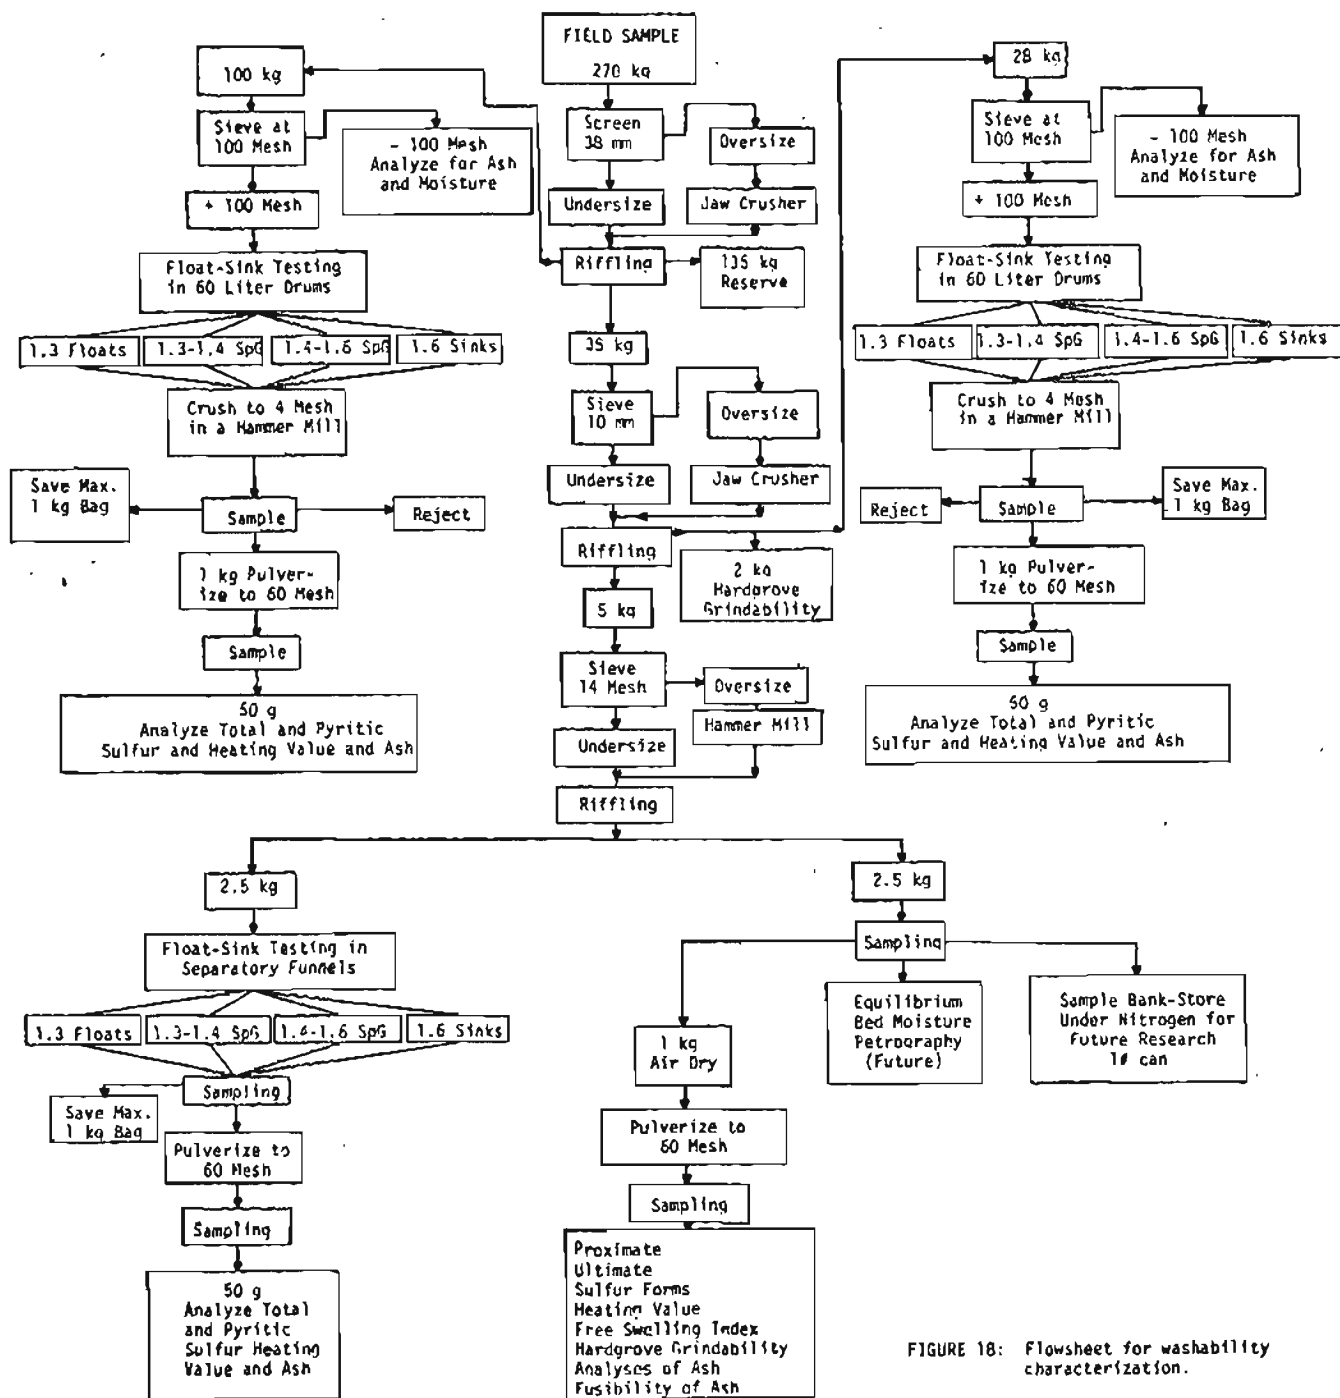 FIELD SAMPLE
270 kg
100 kg
Sieve at
100 Mesh
- 100 Mesh
Analyze for Ash
and Moisture
+ 100 Mesh
Float-Sink Testing
in 60 Liter Drums
1.3 Floats
1.3-1.4 SpG
1.4-1.6 SpG
1.6 Sinks
Crush to 4 Mesh
in a Hammer Mill
Save Max.
1 kg Bag
Sample
Reject
1 kg Pulver-
ize to 60 Mesh
Sample
50 g
Analyze Total and Pyritic
Sulfur and Heating Value and Ash
Screen
38 mm
Oversize
Undersize
Jaw Crusher
Riffling
135 kg
Reserve
35 kg
Sieve
10 mm
Oversize
Undersize
Jaw Crusher
Riffling
2 kg
Hardgrove
Grindability
5 kg
Sieve
14 Mesh
Oversize
Hammer Mill
Undersize
Riffling
28 kg
Sieve at
100 Mesh
- 100 Mesh
Analyze for Ash
and Moisture
+ 100 Mesh
Float-Sink Testing
in 60 Liter Drums
1.3 Floats
1.3-1.4 SpG
1.4-1.6 SpG
1.6 Sinks
Crush to 4 Mesh
in a Hammer Mill
Reject
Sample
Save Max.
1 kg Bag
1 kg Pulver-
ize to 60 Mesh
Sample
50 g
Analyze Total and Pyritic
Sulfur and Heating Value and Ash
2.5 kg
Float-Sink Testing in
Separatory Funnels
1.3 Floats
1.3-1.4 SpG
1.4-1.6 SpG
1.6 Sinks
Sampling
Save Max.
1 kg Bag
Pulverize to
60 Mesh
Sampling
50 g
Analyze Total
and Pyritic
Sulfur Heating
Value and Ash
2.5 kg
Sampling
1 kg
Air Dry
Equilibrium
Bed Moisture
Petrography
(Future)
Sample Bank-Store
Under Nitrogen for
Future Research
1# can
Pulverize to
60 Mesh
Sampling
Proximate
Ultimate
Sulfur Forms
Heating Value
Free Swelling Index
Hardgrove Grindability
Analyses of Ash
Fusibility of Ash
FIGURE 18: Flowsheet for washability
characterization.